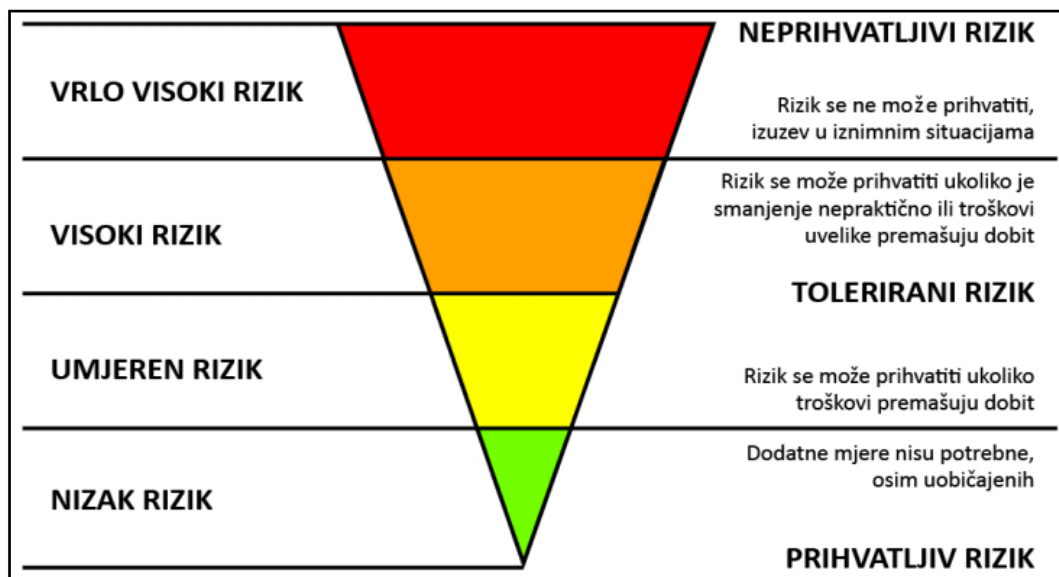 NEPRIHVATLJIVI RIZIK
VRLO VISOKI RIZIK
Rizik se ne može prihvatiti,
izuzev u iznimnim situacijama
VISOKI RIZIK
Rizik se može prihvatiti ukoliko je
smanjenje nepraktično ili troškovi
uvelike premašuju dobit
TOLERIRANI RIZIK
UMJEREN RIZIK
Rizik se može prihvatiti ukoliko
troškovi premašuju dobit
NIZAK RIZIK
Dodatne mjere nisu potrebne,
osim uobičajenih
PRIHVATLJIV RIZIK